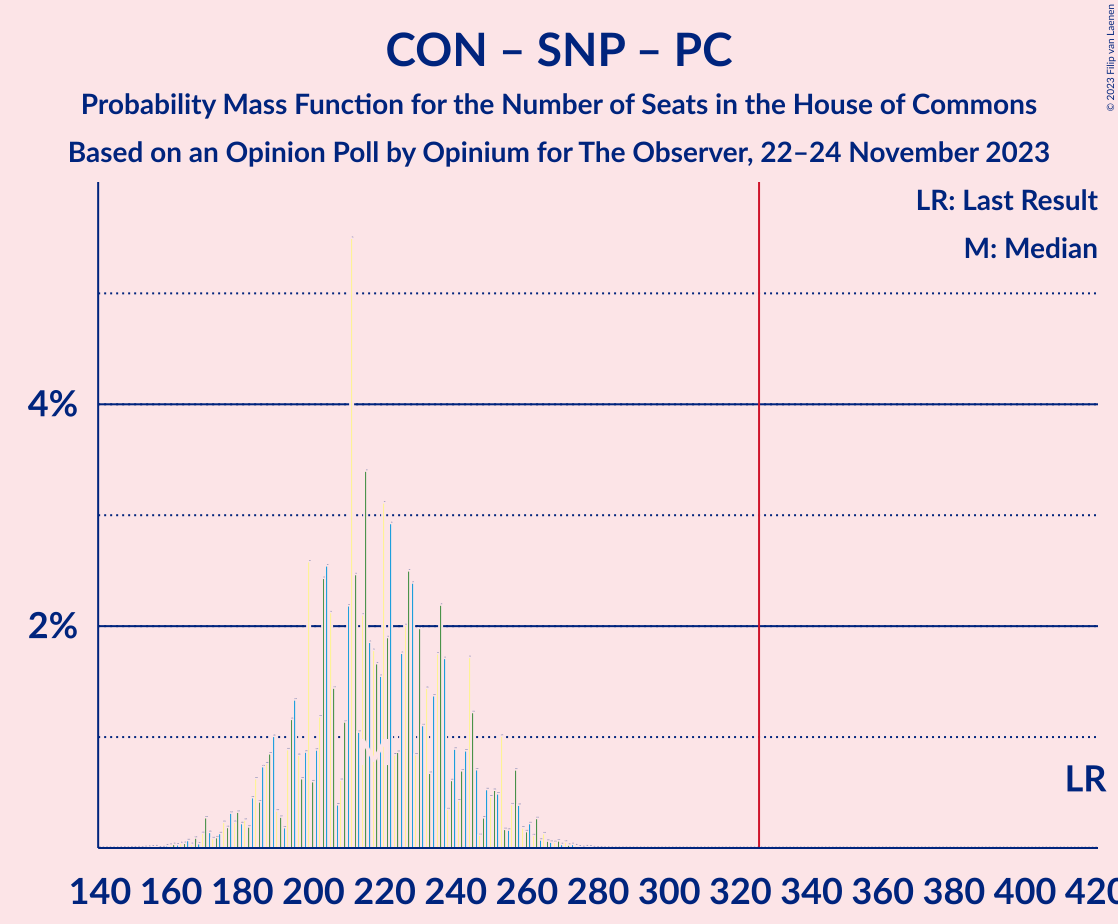 CON – SNP – PC
Probability Mass Function for the Number of Seats in the House of Commons
Based on an Opinion Poll by Opinium for The Observer, 22–24 November 2023
© 2023 Filip van Laenen
LR: Last Result
M: Median
4%
2%
LR
140 160 180 200 220 240 260 280 300 320 340 360 380 400 420